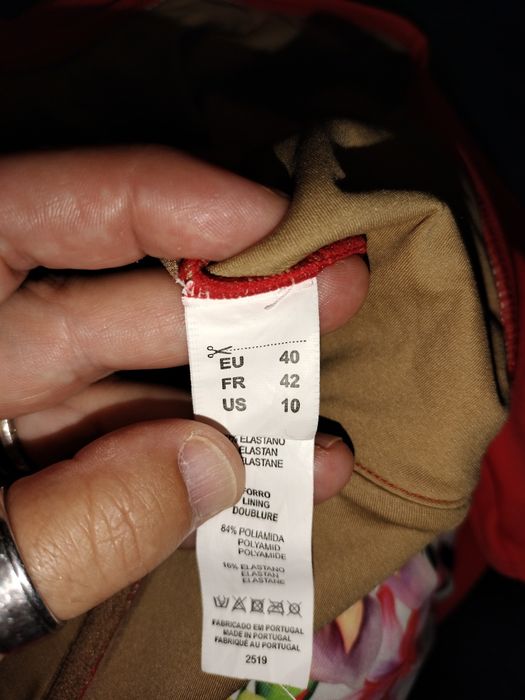 EU 40
FR 42
US 10
ELASTANO
ELASTAN
ELASTANE
FORRO
LINING
DOUBLURE
84% POLIAMIDA
POLYAMID
POLYAMIDE
16% ELASTANO
ELASTAN
ELASTANE
FABRICADO EM PORTUGAL
MADE IN PORTUGAL
FABRIQUÉ AU PORTUGAL
2519